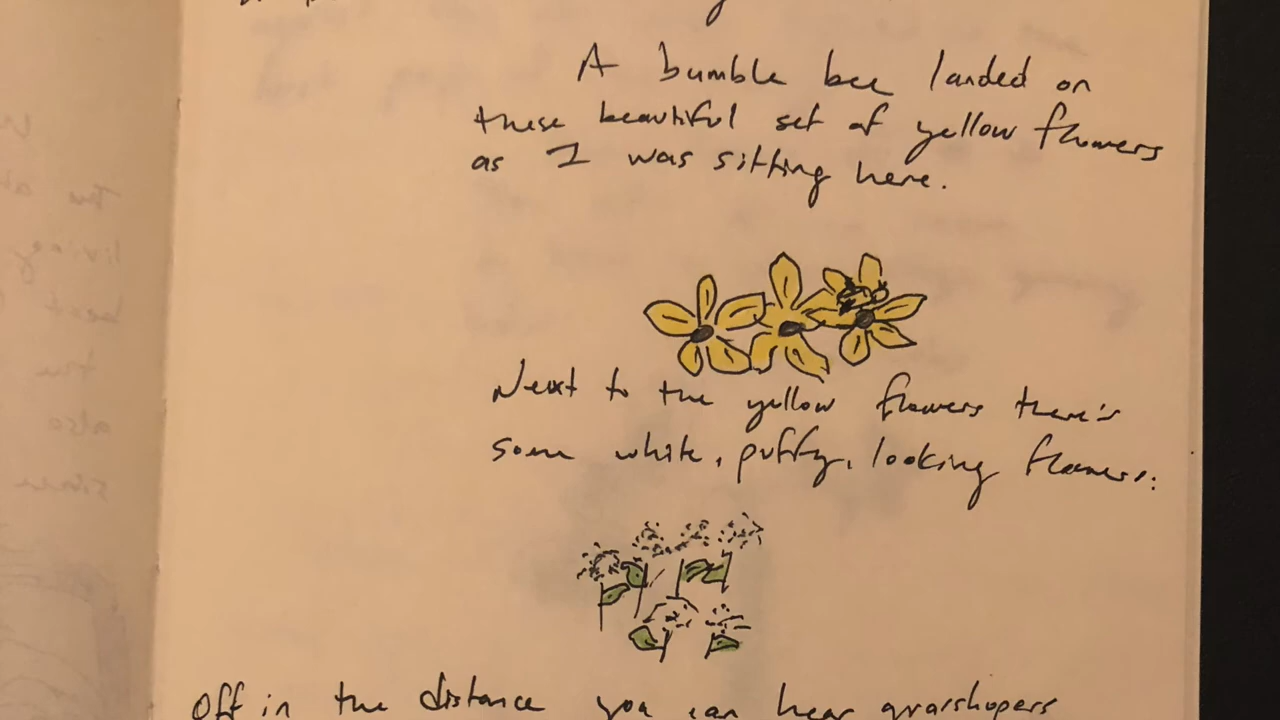 A bumble bee landed on
these beautiful set of yellow flowers
as I was sitting here.
Next to the yellow flowers there's
some white, puffy, looking flowers:
Off in the distance you can hear grasshopers